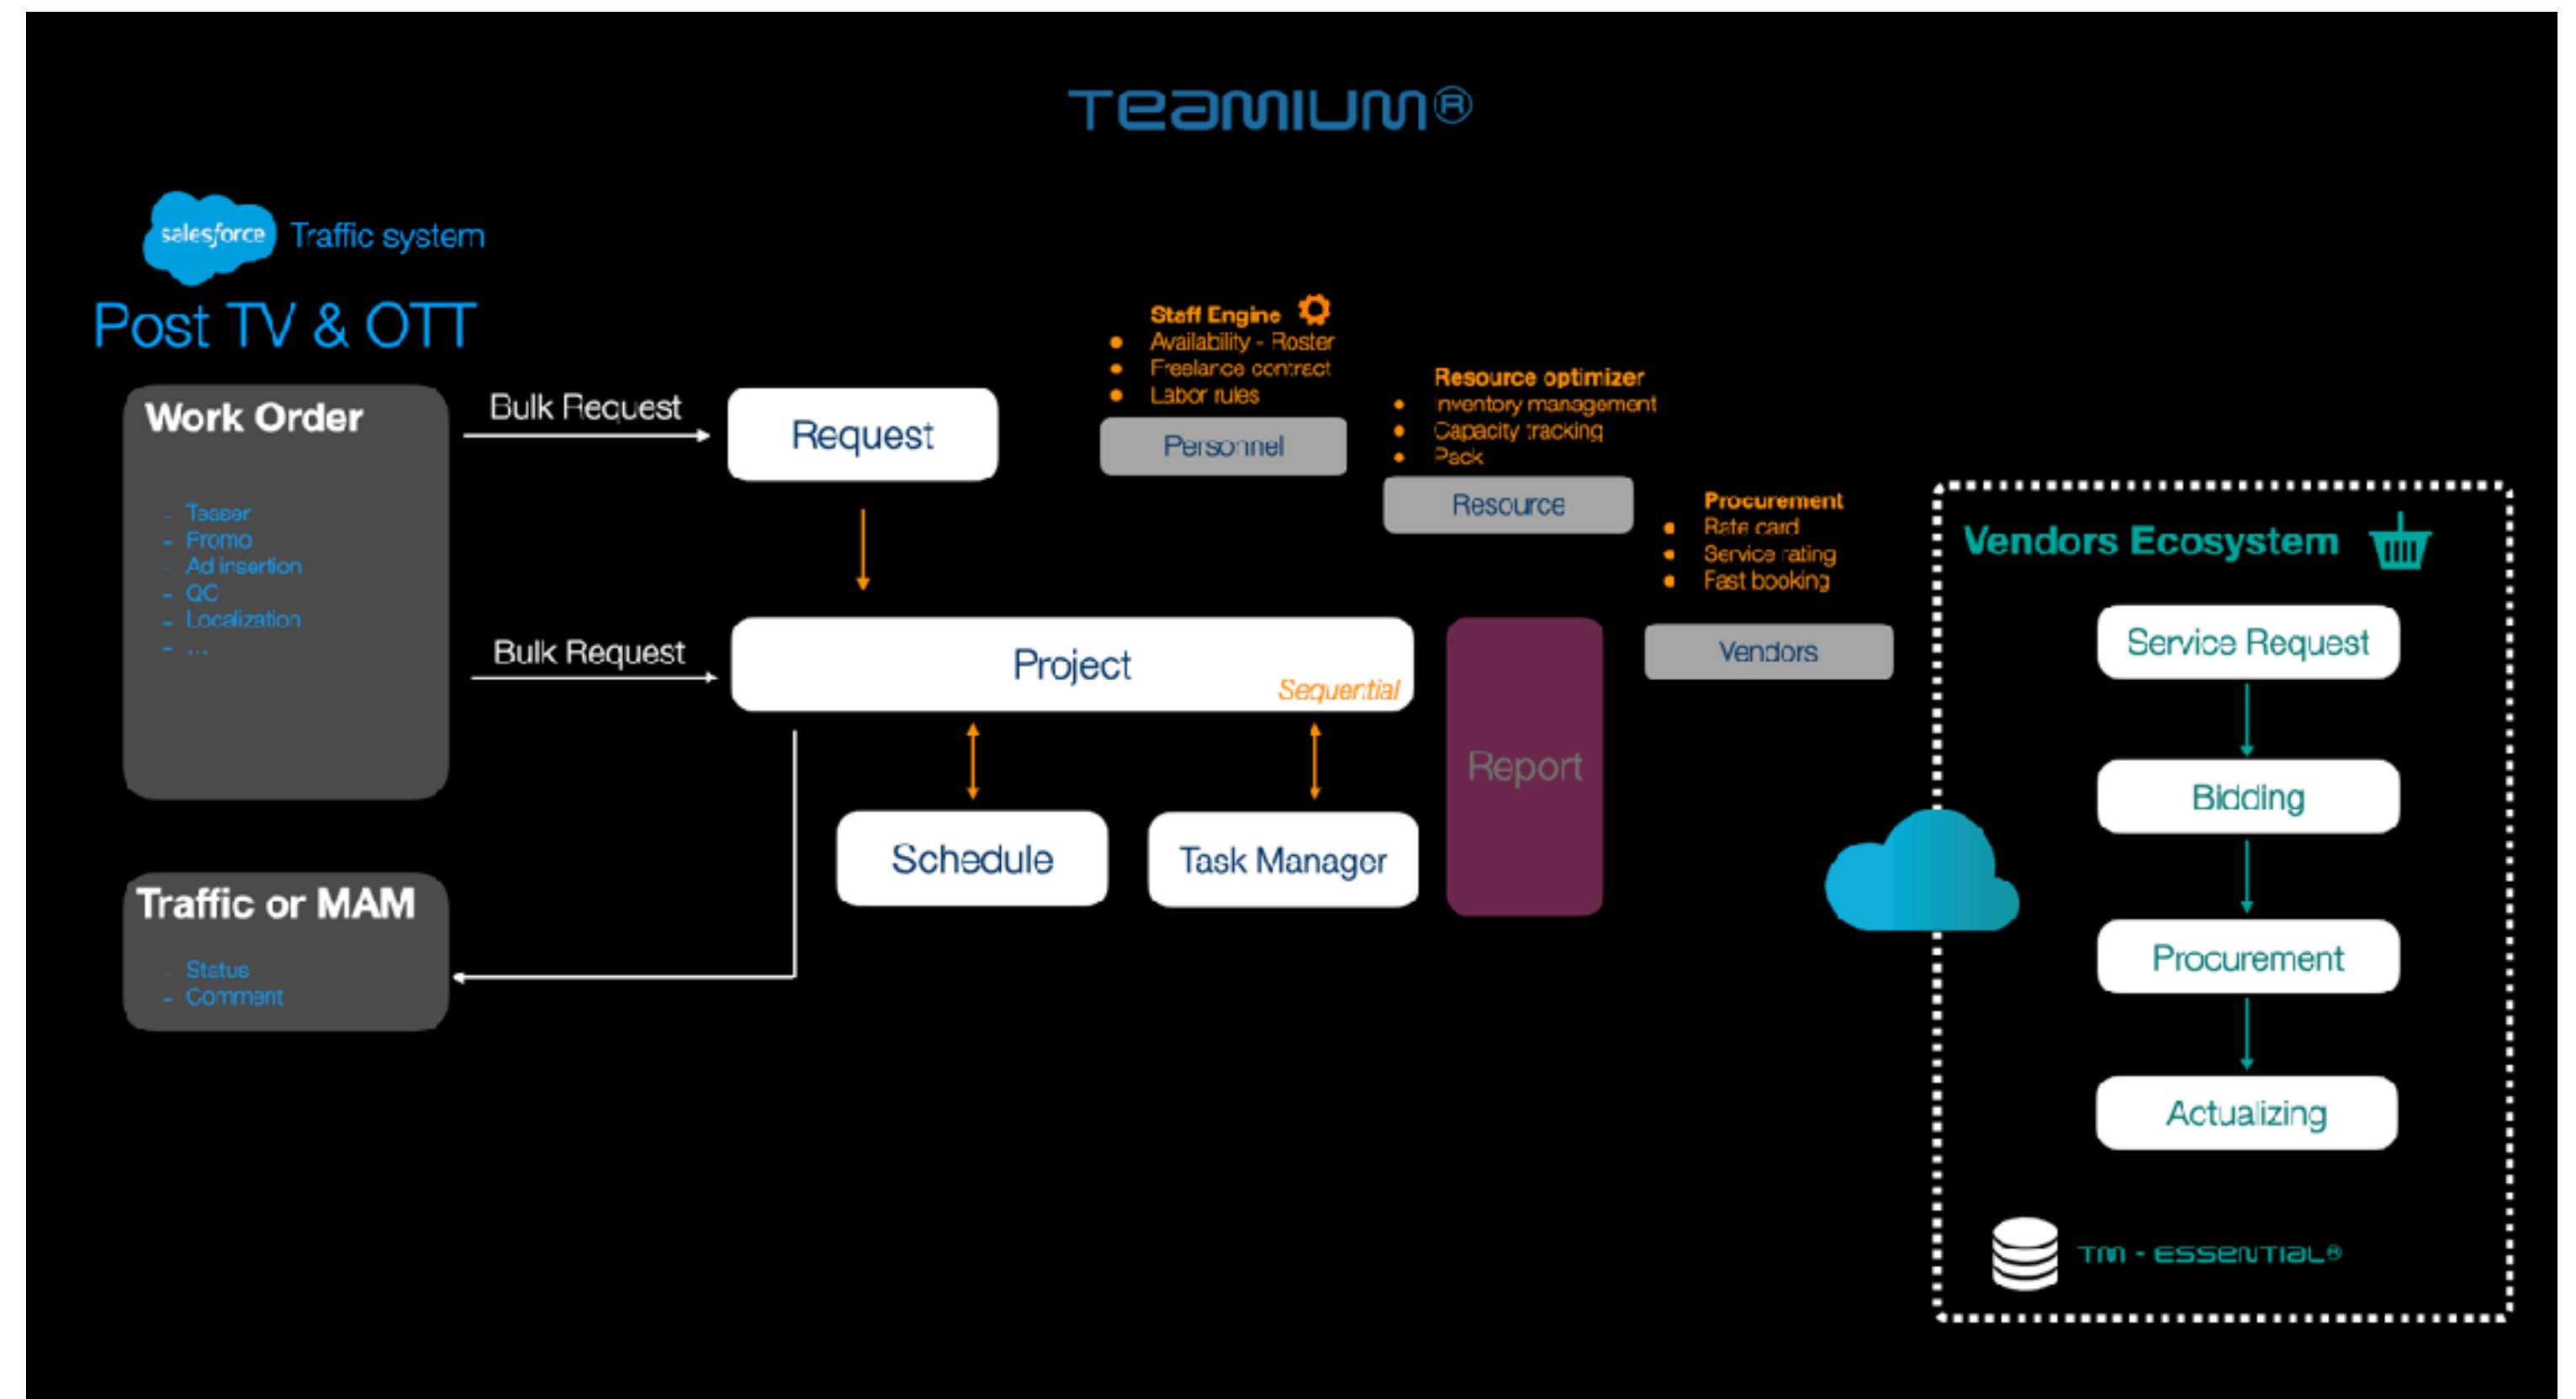 TEAMIUM®
salesforce Traffic system
Post TV & OTT
Work Order
- Teaser
- Promo
- Ad insertion
- QC
- Localization
- ...
Bulk Request
Request
Bulk Request
Project
Sequential
Schedule
Task Manager
Traffic or MAM
- Status
- Comment
Staff Engine
● Availability - Roster
● Freelance contract
● Labor rules
Personnel
Resource optimizer
● Inventory management
● Capacity tracking
● Pack
Resource
Report
Procurement
● Rate card
● Service rating
● Fast booking
Vendors
Vendors Ecosystem
Service Request
Bidding
Procurement
Actualizing
TM - ESSENTIAL®